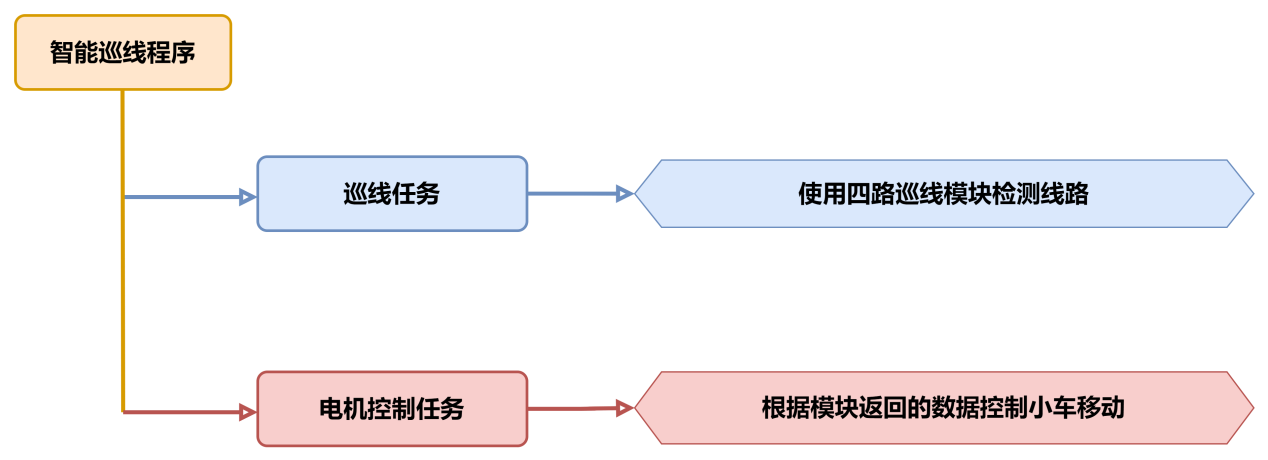 智能巡线程序
巡线任务
使用四路巡线模块检测线路
电机控制任务
根据模块返回的数据控制小车移动